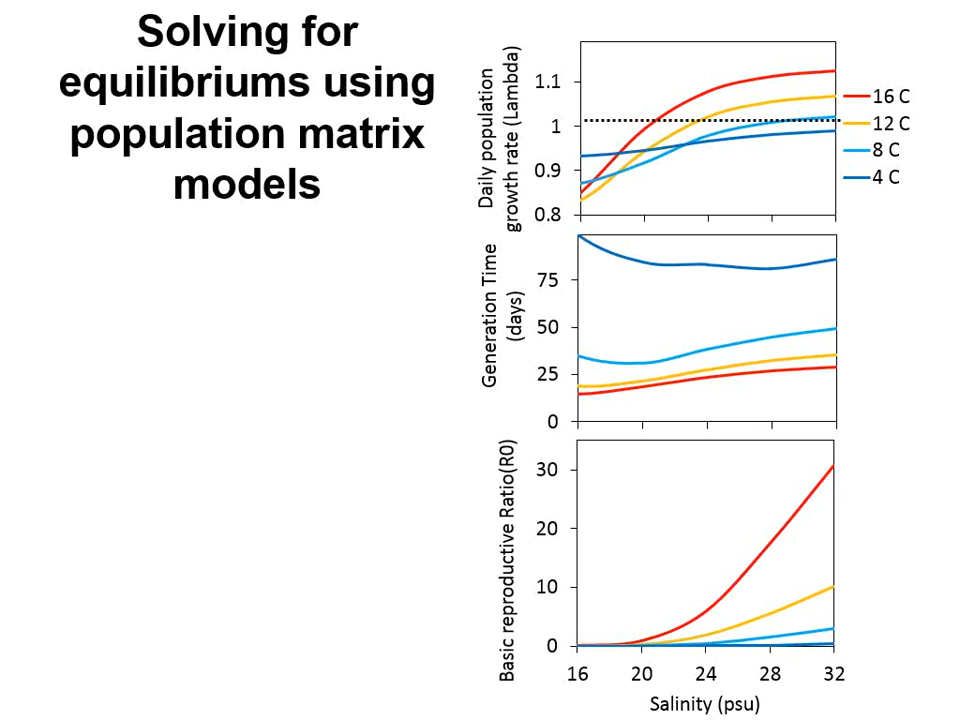 Solving for
equilibriums using
population matrix
models
Daily population
growth rate (Lambda)
1.1
1
0.9
0.8
16 C
12 C
8 C
4 C
Generation Time
(days)
75
50
25
0
Basic reproductive Ratio(R0)
30
20
10
0
16 20 24 28 32
Salinity (psu)